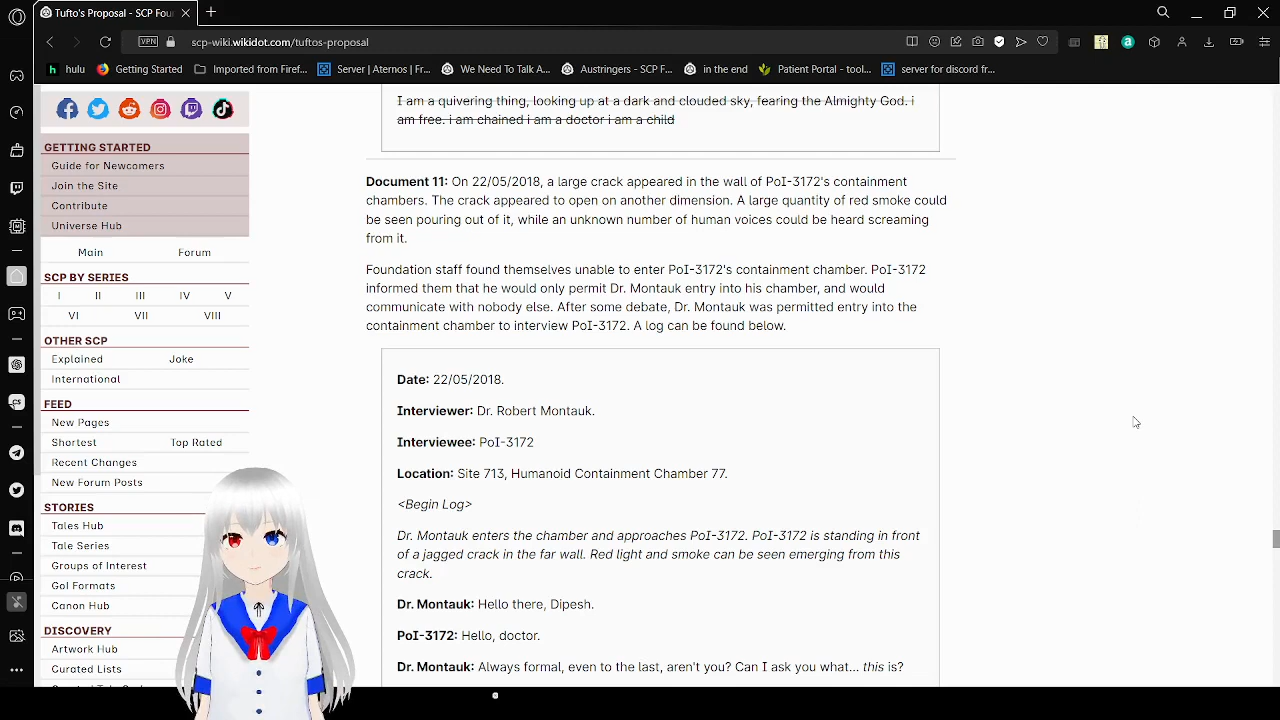 Tufto's Proposal - SCP Four
VPN
scp-wiki.wikidot.com/tuftos-proposal
hulu
Getting Started
Imported from Firef...
Server | Aternos | Fr...
We Need To Talk A...
Austringers - SCP F...
in the end
Patient Portal - tool...
server for discord fr...
GETTING STARTED
Guide for Newcomers
Join the Site
Contribute
Universe Hub
Main Forum
SCP BY SERIES
I II III IV V
VI VII VIII
OTHER SCP
Explained Joke
International
FEED
New Pages
Shortest Top Rated
Recent Changes
New Forum Posts
STORIES
Tales Hub
Tale Series
Groups of Interest
GoI Formats
Canon Hub
DISCOVERY
Artwork Hub
Curated Lists
I am a quivering thing, looking up at a dark and clouded sky, fearing the Almighty God. i
am free. i am chained i am a doctor i am a child
Document 11: On 22/05/2018, a large crack appeared in the wall of PoI-3172's containment
chambers. The crack appeared to open on another dimension. A large quantity of red smoke could
be seen pouring out of it, while an unknown number of human voices could be heard screaming
from it.
Foundation staff found themselves unable to enter PoI-3172's containment chamber. PoI-3172
informed them that he would only permit Dr. Montauk entry into his chamber, and would
communicate with nobody else. After some debate, Dr. Montauk was permitted entry into the
containment chamber to interview PoI-3172. A log can be found below.
Date: 22/05/2018.
Interviewer: Dr. Robert Montauk.
Interviewee: PoI-3172
Location: Site 713, Humanoid Containment Chamber 77.
<Begin Log>
Dr. Montauk enters the chamber and approaches PoI-3172. PoI-3172 is standing in front
of a jagged crack in the far wall. Red light and smoke can be seen emerging from this
crack.
Dr. Montauk: Hello there, Dipesh.
PoI-3172: Hello, doctor.
Dr. Montauk: Always formal, even to the last, aren't you? Can I ask you what... this is?